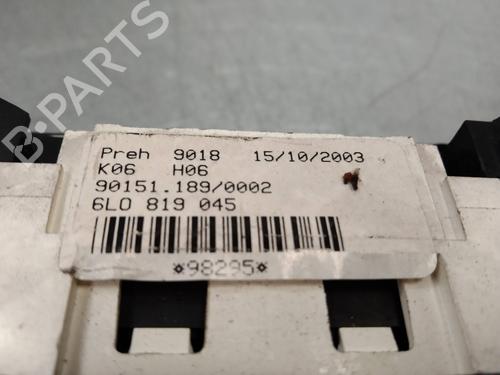 B-PARTS
Preh 9018 15/10/2003
K06 H06
90151.189/0002
6L0 819 045
*98295*